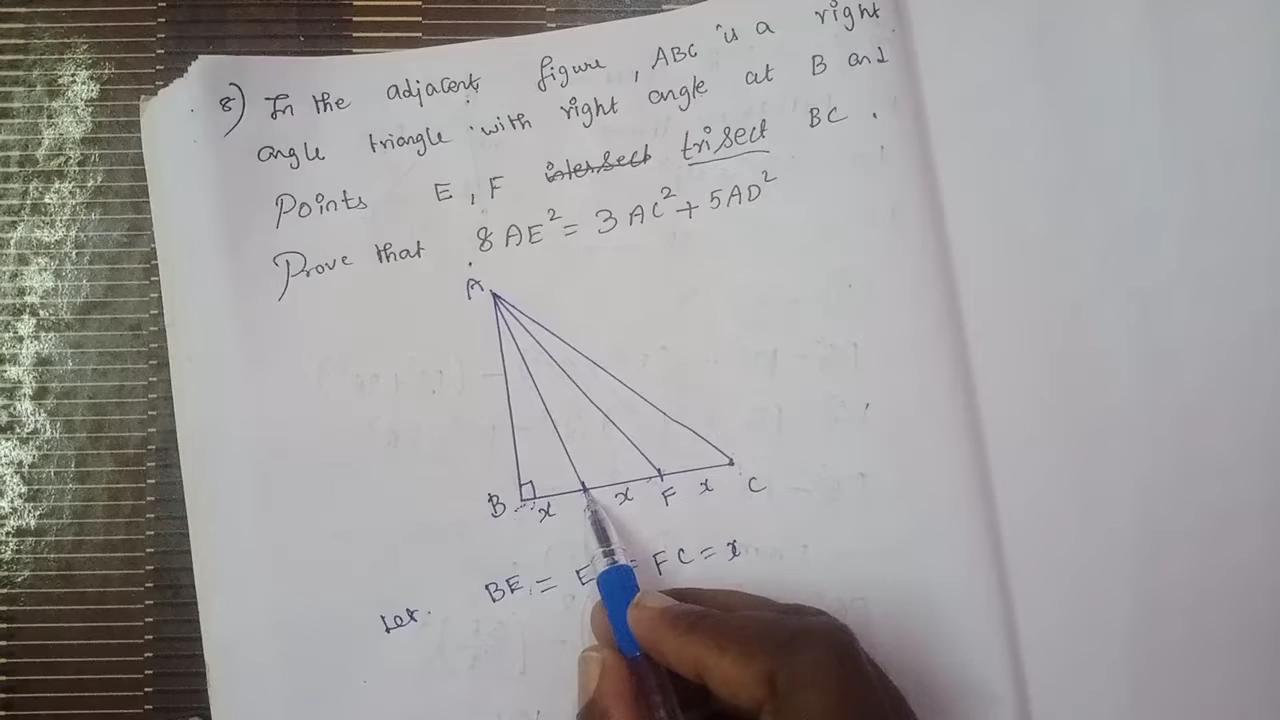 8) In the adjacent figure, ABC is a right
angle triangle with right angle at B and
Points E, F intersect trisect BC.
Prove that 8AE² = 3AC² + 5AD²
A
B x x F x C
Let BE = E = FC = x